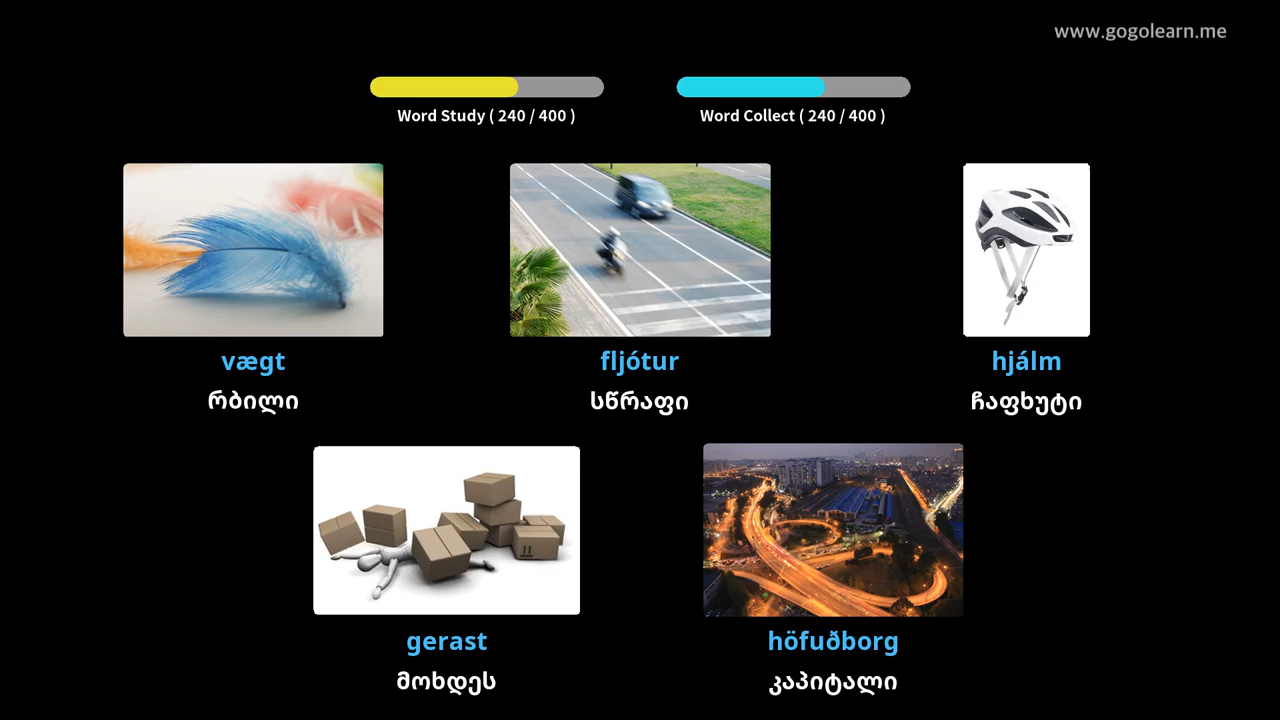 www.gogolearn.me
Word Study ( 240 / 400 )
Word Collect ( 240 / 400 )
vægt
fljótur
hjálm
რბილი
სწრაფი
ჩაფხუტი
gerast
höfuðborg
მოხდეს
კაპიტალი